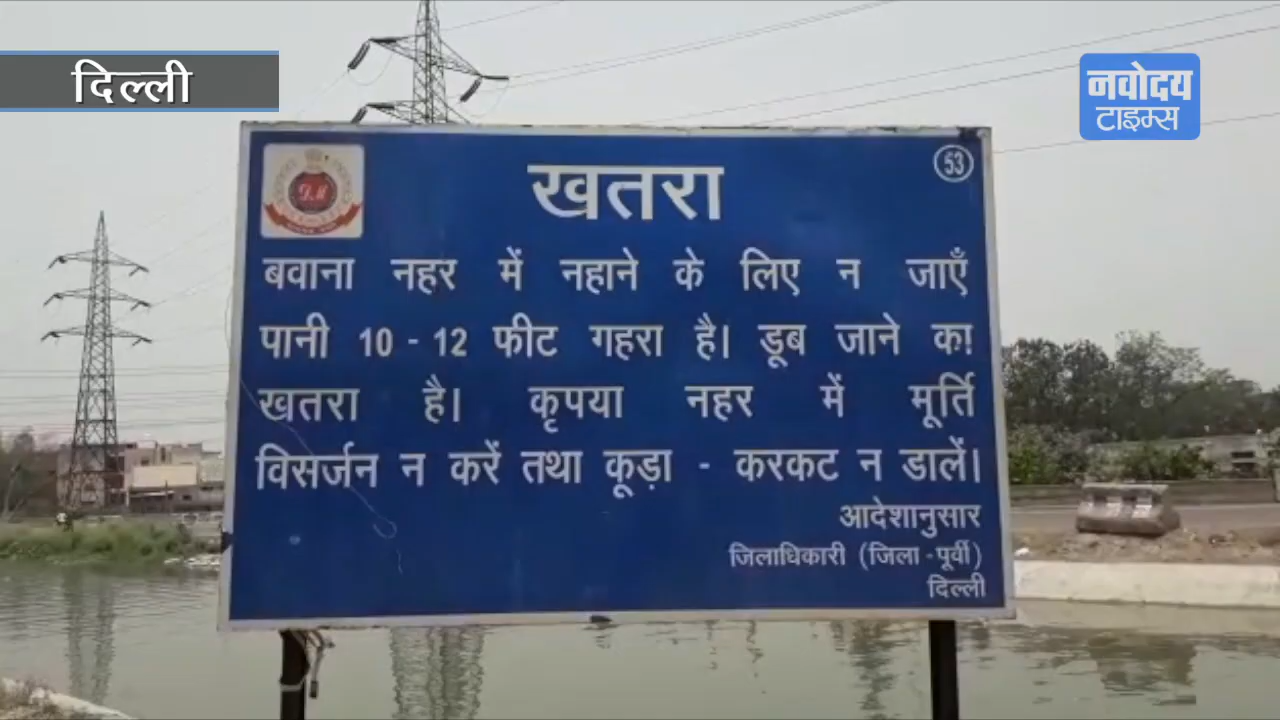 दिल्ली
नवोदय
टाइम्स
53
खतरा
बवाना नहर में नहाने के लिए न जाएँ
पानी 10 - 12 फीट गहरा है। डूब जाने का
खतरा है। कृपया नहर में मूर्ति
विसर्जन न करें तथा कूड़ा - करकट न डालें।
आदेशानुसार
जिलाधिकारी (जिला - पूर्वी)
दिल्ली